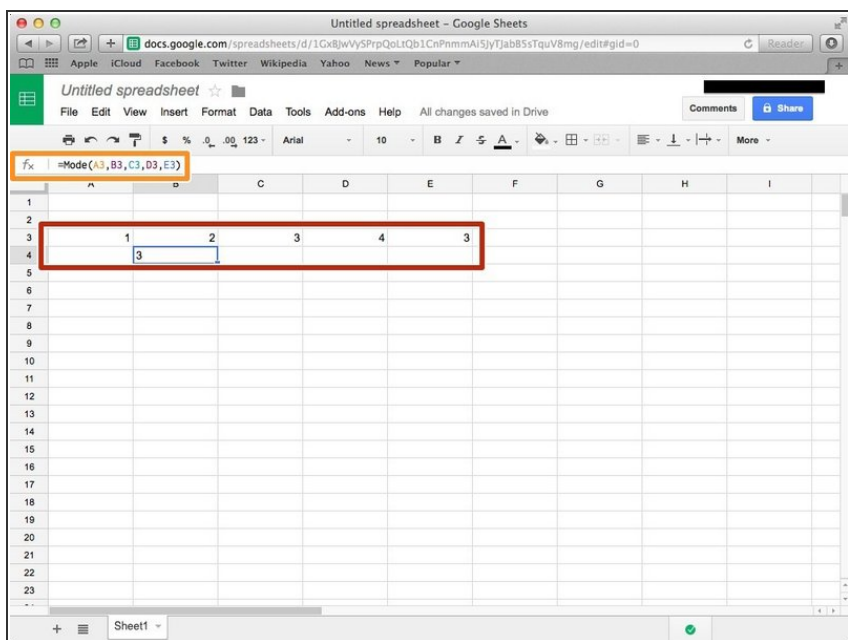 Untitled spreadsheet – Google Sheets
docs.google.com/spreadsheets/d/1GxBJwVySPrpQoLtQb1CnPnmmAi5JyTJabB5sTquV8mg/edit#gid=0 Reader
Apple iCloud Facebook Twitter Wikipedia Yahoo News Popular
Untitled spreadsheet
File Edit View Insert Format Data Tools Add-ons Help All changes saved in Drive Comments Share
$ % .0 .00 123 Arial 10 B I S A More
fx =Mode(A3,B3,C3,D3,E3)
A B C D E F G H I
1
2
3 1 2 3 4 3
4 3
5
6
7
8
9
10
11
12
13
14
15
16
17
18
19
20
21
22
23
Sheet1